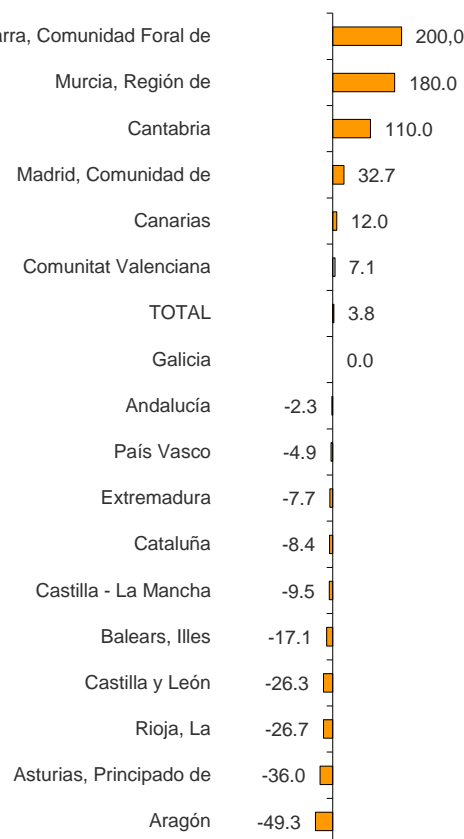 rra, Comunidad Foral de 200,0
Murcia, Región de 180.0
Cantabria 110.0
Madrid, Comunidad de 32.7
Canarias 12.0
Comunitat Valenciana 7.1
TOTAL 3.8
Galicia 0.0
Andalucía -2.3
País Vasco -4.9
Extremadura -7.7
Cataluña -8.4
Castilla - La Mancha -9.5
Balears, Illes -17.1
Castilla y León -26.3
Rioja, La -26.7
Asturias, Principado de -36.0
Aragón -49.3